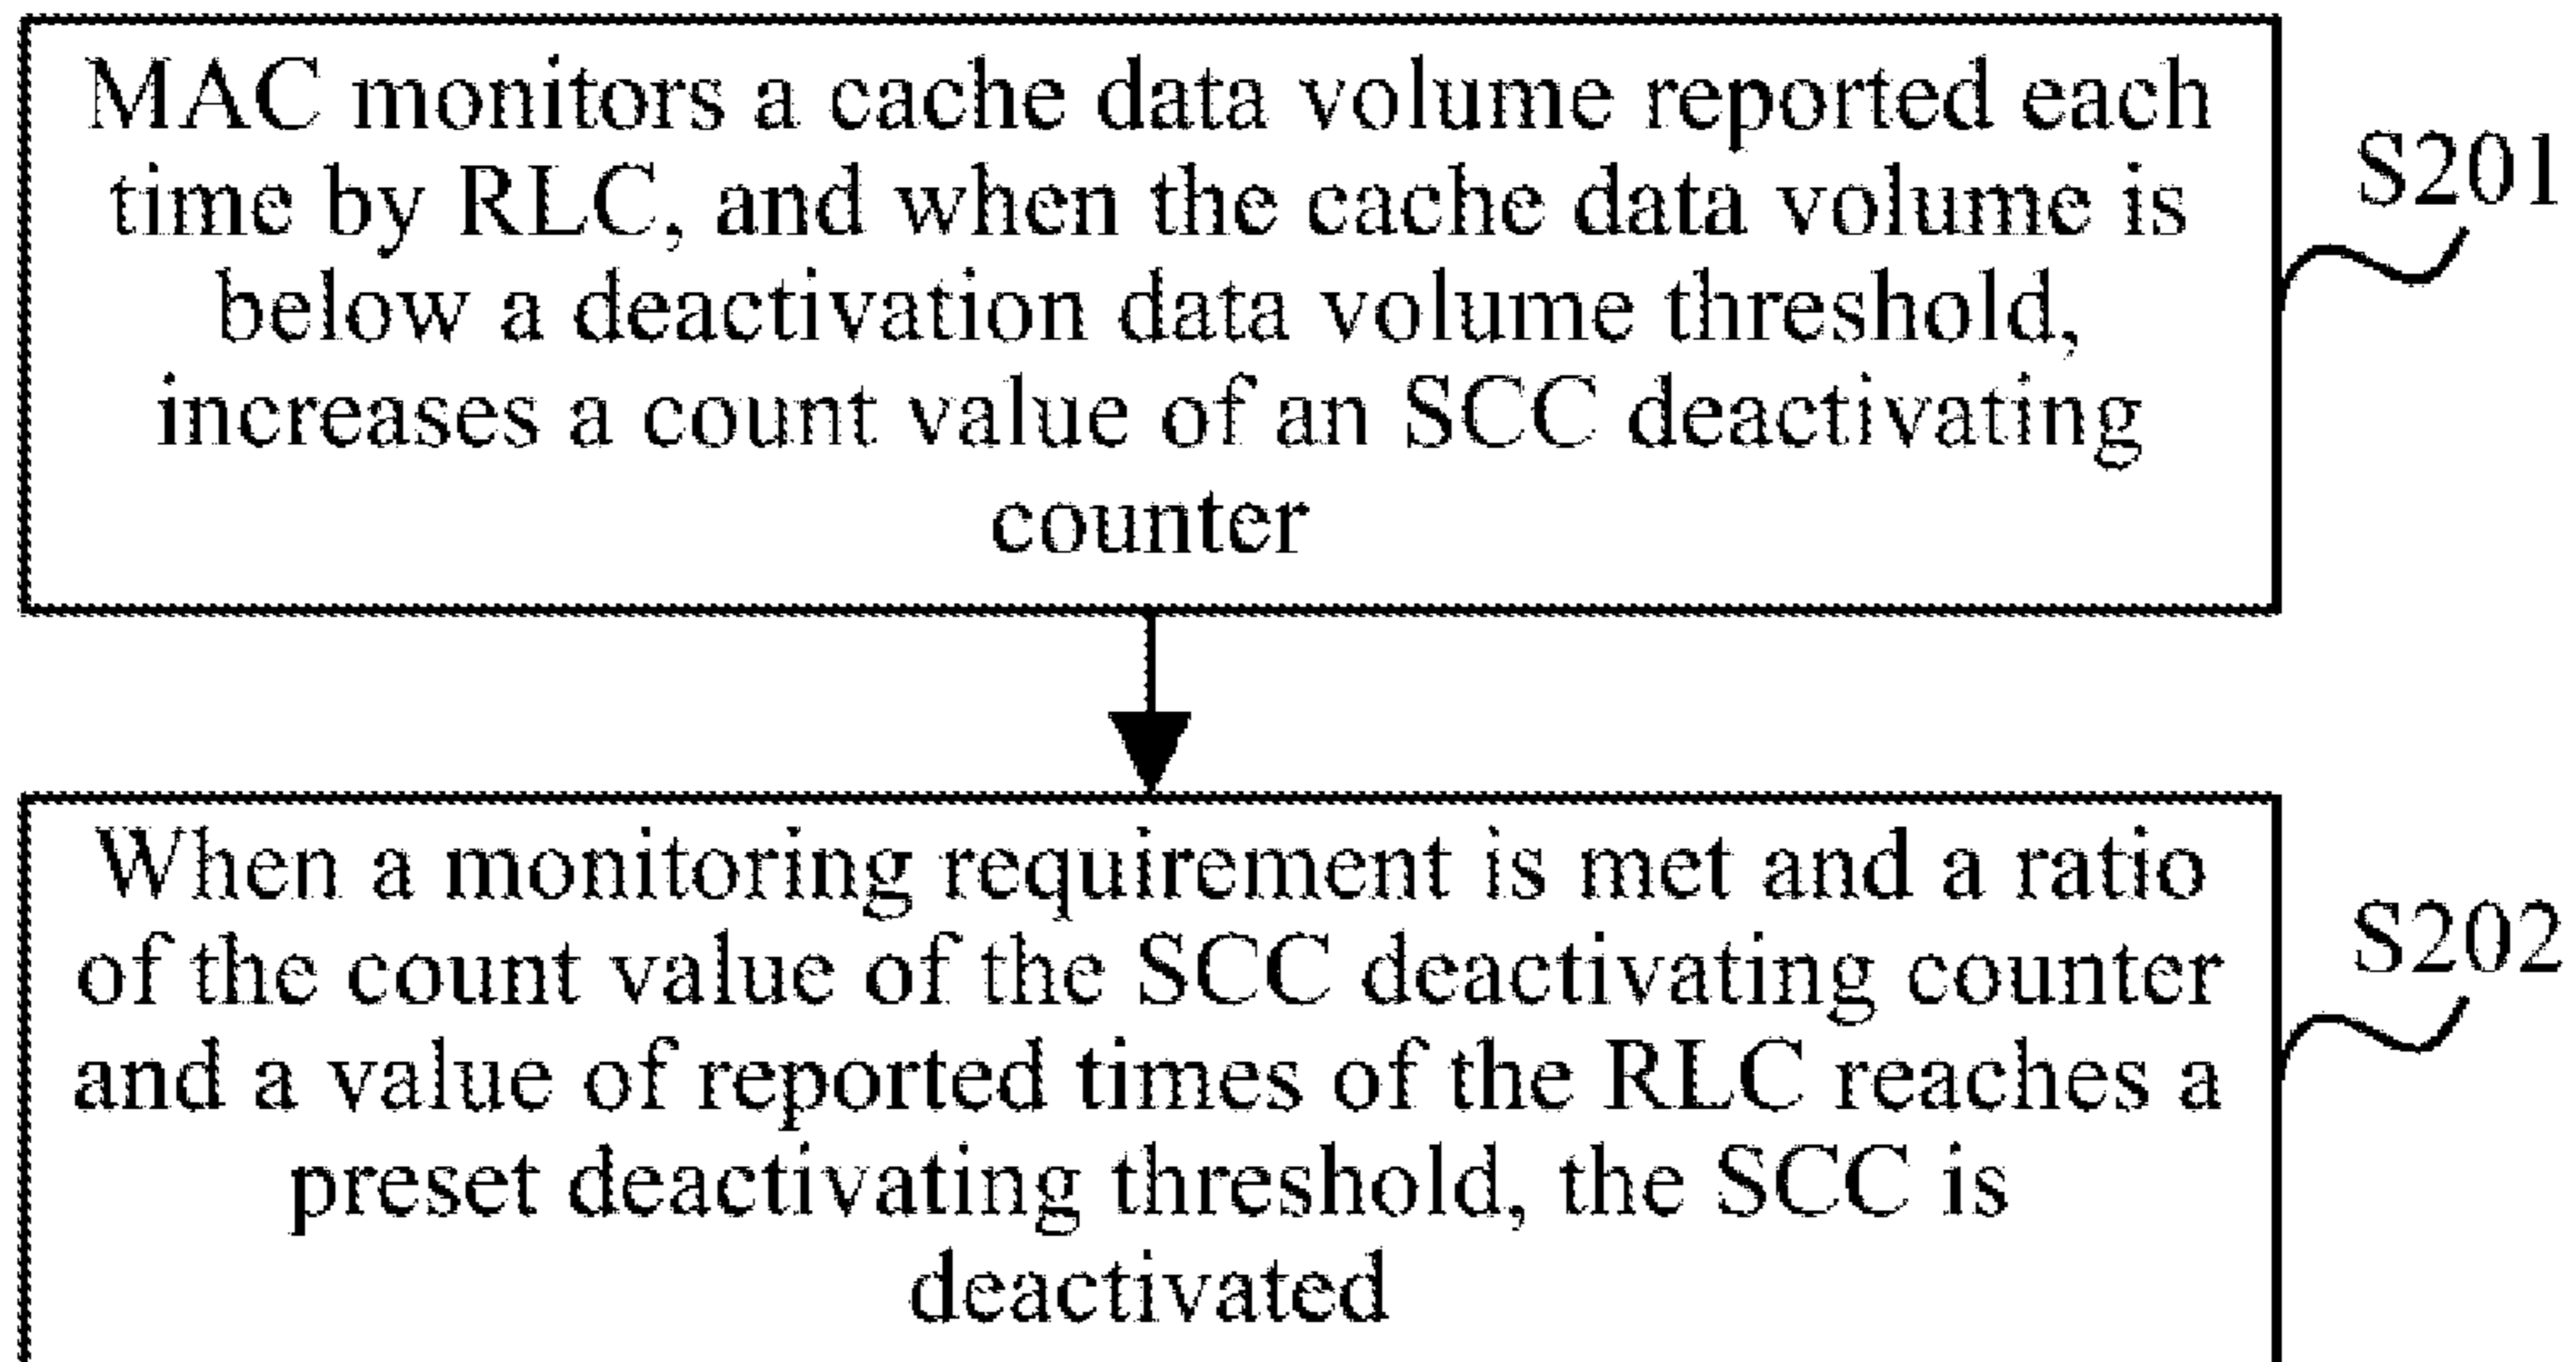 MAC monitors a cache data volume reported each
time by RLC, and when the cache data volume is
below a deactivation data volume threshold,
increases a count value of an SCC deactivating
counter
S201
When a monitoring requirement is met and a ratio
of the count value of the SCC deactivating counter
and a value of reported times of the RLC reaches a
preset deactivating threshold, the SCC is
deactivated
S202